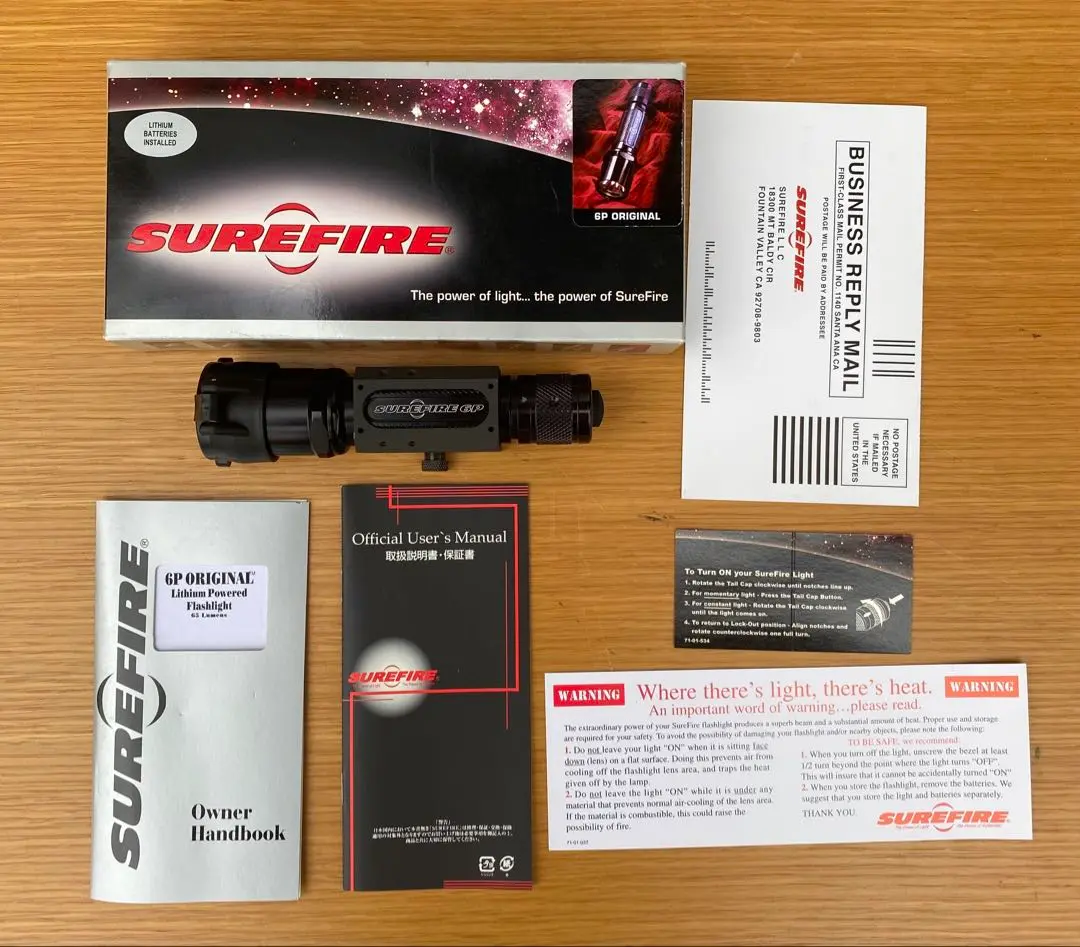 LITHIUM
BATTERIES
INSTALLED
SUREFIRE®
The power of light... the power of SureFire
6P ORIGINAL
BUSINESS REPLY MAIL
FIRST-CLASS MAIL PERMIT NO. 1140 SANTA ANA CA
POSTAGE WILL BE PAID BY ADDRESSEE
SUREFIRE
SUREFIRE L L C
18300 MT BALDY CIR
FOUNTAIN VALLEY CA 92708-9803
NO POSTAGE
NECESSARY
IF MAILED
IN THE
UNITED STATES
SUREFIRE 6P
SUREFIRE®
6P ORIGINAL™
Lithium Powered
Flashlight
65 Lumens
Owner
Handbook
Official User`s Manual
取扱説明書・保証書
SUREFIRE
「警告」
To Turn ON your SureFire Light
1. Rotate the Tail Cap clockwise until notches line up.
2. For momentary light - Press the Tail Cap Button.
3. For constant light - Rotate the Tail Cap clockwise
until the light comes on.
4. To return to Lock-Out position - Align notches and
rotate counterclockwise one full turn.
71-01-534
WARNING
Where there's light, there's heat.
WARNING
An important word of warning…please read.
The extraordinary power of your SureFire flashlight produces a superb beam and a substantial amount of heat. Proper use and storage
are required for your safety. To avoid the possibility of damaging your flashlight and/or nearby objects, please note the following:
1. Do not leave your light "ON" when it is sitting face
down (lens) on a flat surface. Doing this prevents air from
cooling off the flashlight lens area, and traps the heat
given off by the lamp.
2. Do not leave the light "ON" while it is under any
material that prevents normal air-cooling of the lens area.
If the material is combustible, this could raise the
possibility of fire.
TO BE SAFE, we recommend:
1. When you turn off the light, unscrew the bezel at least
1/2 turn beyond the point where the light turns "OFF".
This will insure that it cannot be accidentally turned "ON"
2. When you store the flashlight, remove the batteries. We
suggest that you store the light and batteries separately.
THANK YOU.
SUREFIRE